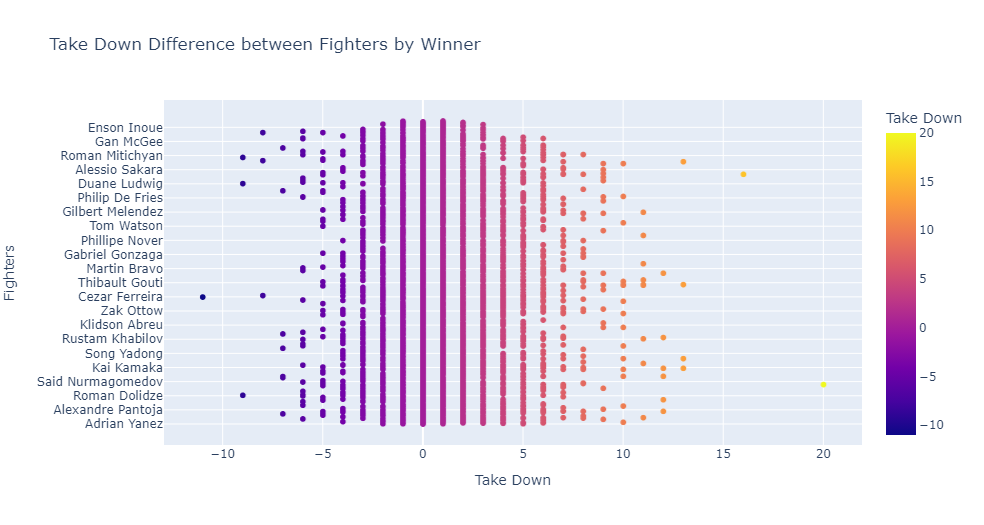 Take Down Difference between Fighters by Winner
Fighters
Enson Inoue
Gan McGee
Roman Mitichyan
Alessio Sakara
Duane Ludwig
Philip De Fries
Gilbert Melendez
Tom Watson
Phillipe Nover
Gabriel Gonzaga
Martin Bravo
Thibault Gouti
Cezar Ferreira
Zak Ottow
Klidson Abreu
Rustam Khabilov
Song Yadong
Kai Kamaka
Said Nurmagomedov
Roman Dolidze
Alexandre Pantoja
Adrian Yanez
−10 −5 0 5 10 15 20
Take Down
Take Down
20
15
10
5
0
−5
−10